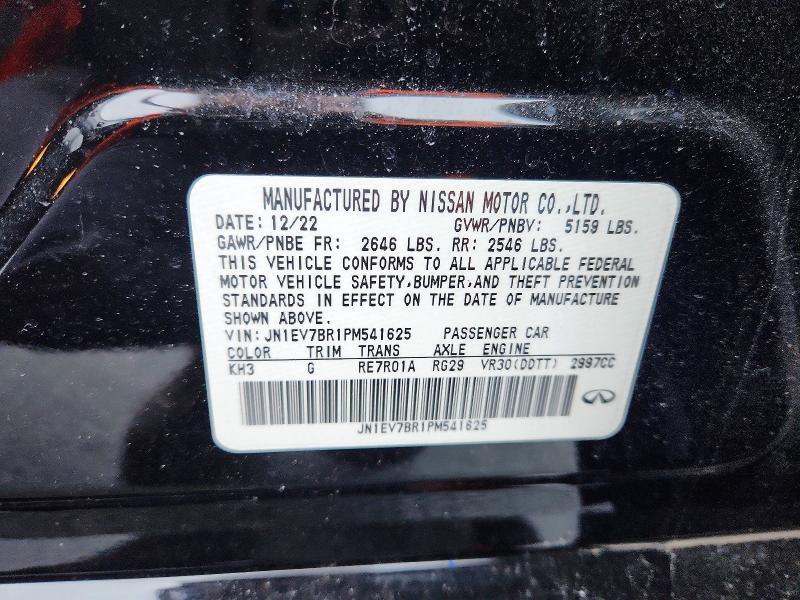 MANUFACTURED BY NISSAN MOTOR CO.,LTD.
DATE: 12/22 GVWR/PNBV: 5159 LBS.
GAWR/PNBE FR: 2646 LBS. RR: 2546 LBS.
THIS VEHICLE CONFORMS TO ALL APPLICABLE FEDERAL
MOTOR VEHICLE SAFETY,BUMPER,AND THEFT PREVENTION
STANDARDS IN EFFECT ON THE DATE OF MANUFACTURE
SHOWN ABOVE.
VIN: JN1EV7BR1PM541625 PASSENGER CAR
COLOR TRIM TRANS AXLE ENGINE
KH3 G RE7R01A RG29 VR30(DDTT) 2997CC
JN1EV7BR1PM541625